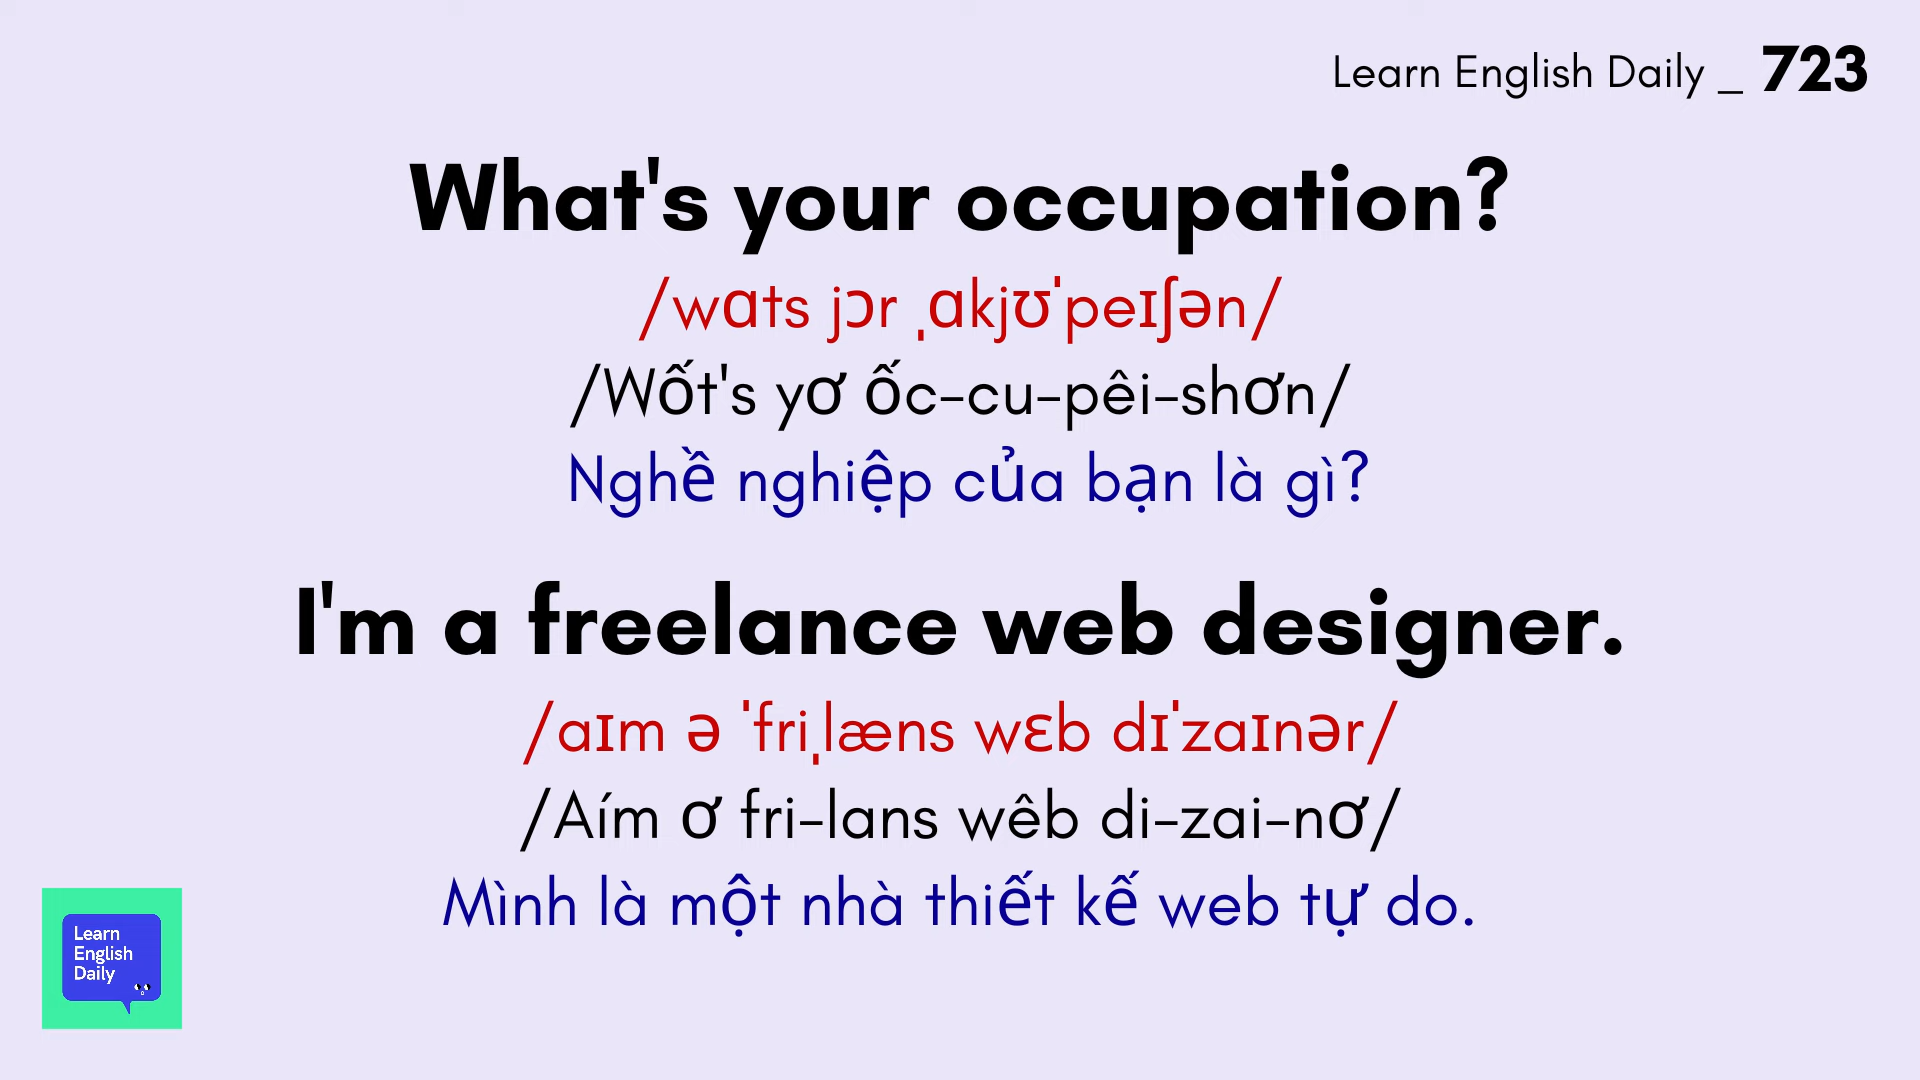 Learn English Daily _ 723
What's your occupation?
/wɑts jɔr ˌɑkjʊˈpeɪʃən/
/Wốt's yơ ốc-cu-pêi-shơn/
Nghề nghiệp của bạn là gì?
I'm a freelance web designer.
/aɪm ə ˈfriˌlæns wɛb dɪˈzaɪnər/
/Aím ơ fri-lans wêb di-zai-nơ/
Mình là một nhà thiết kế web tự do.
Learn
English
Daily